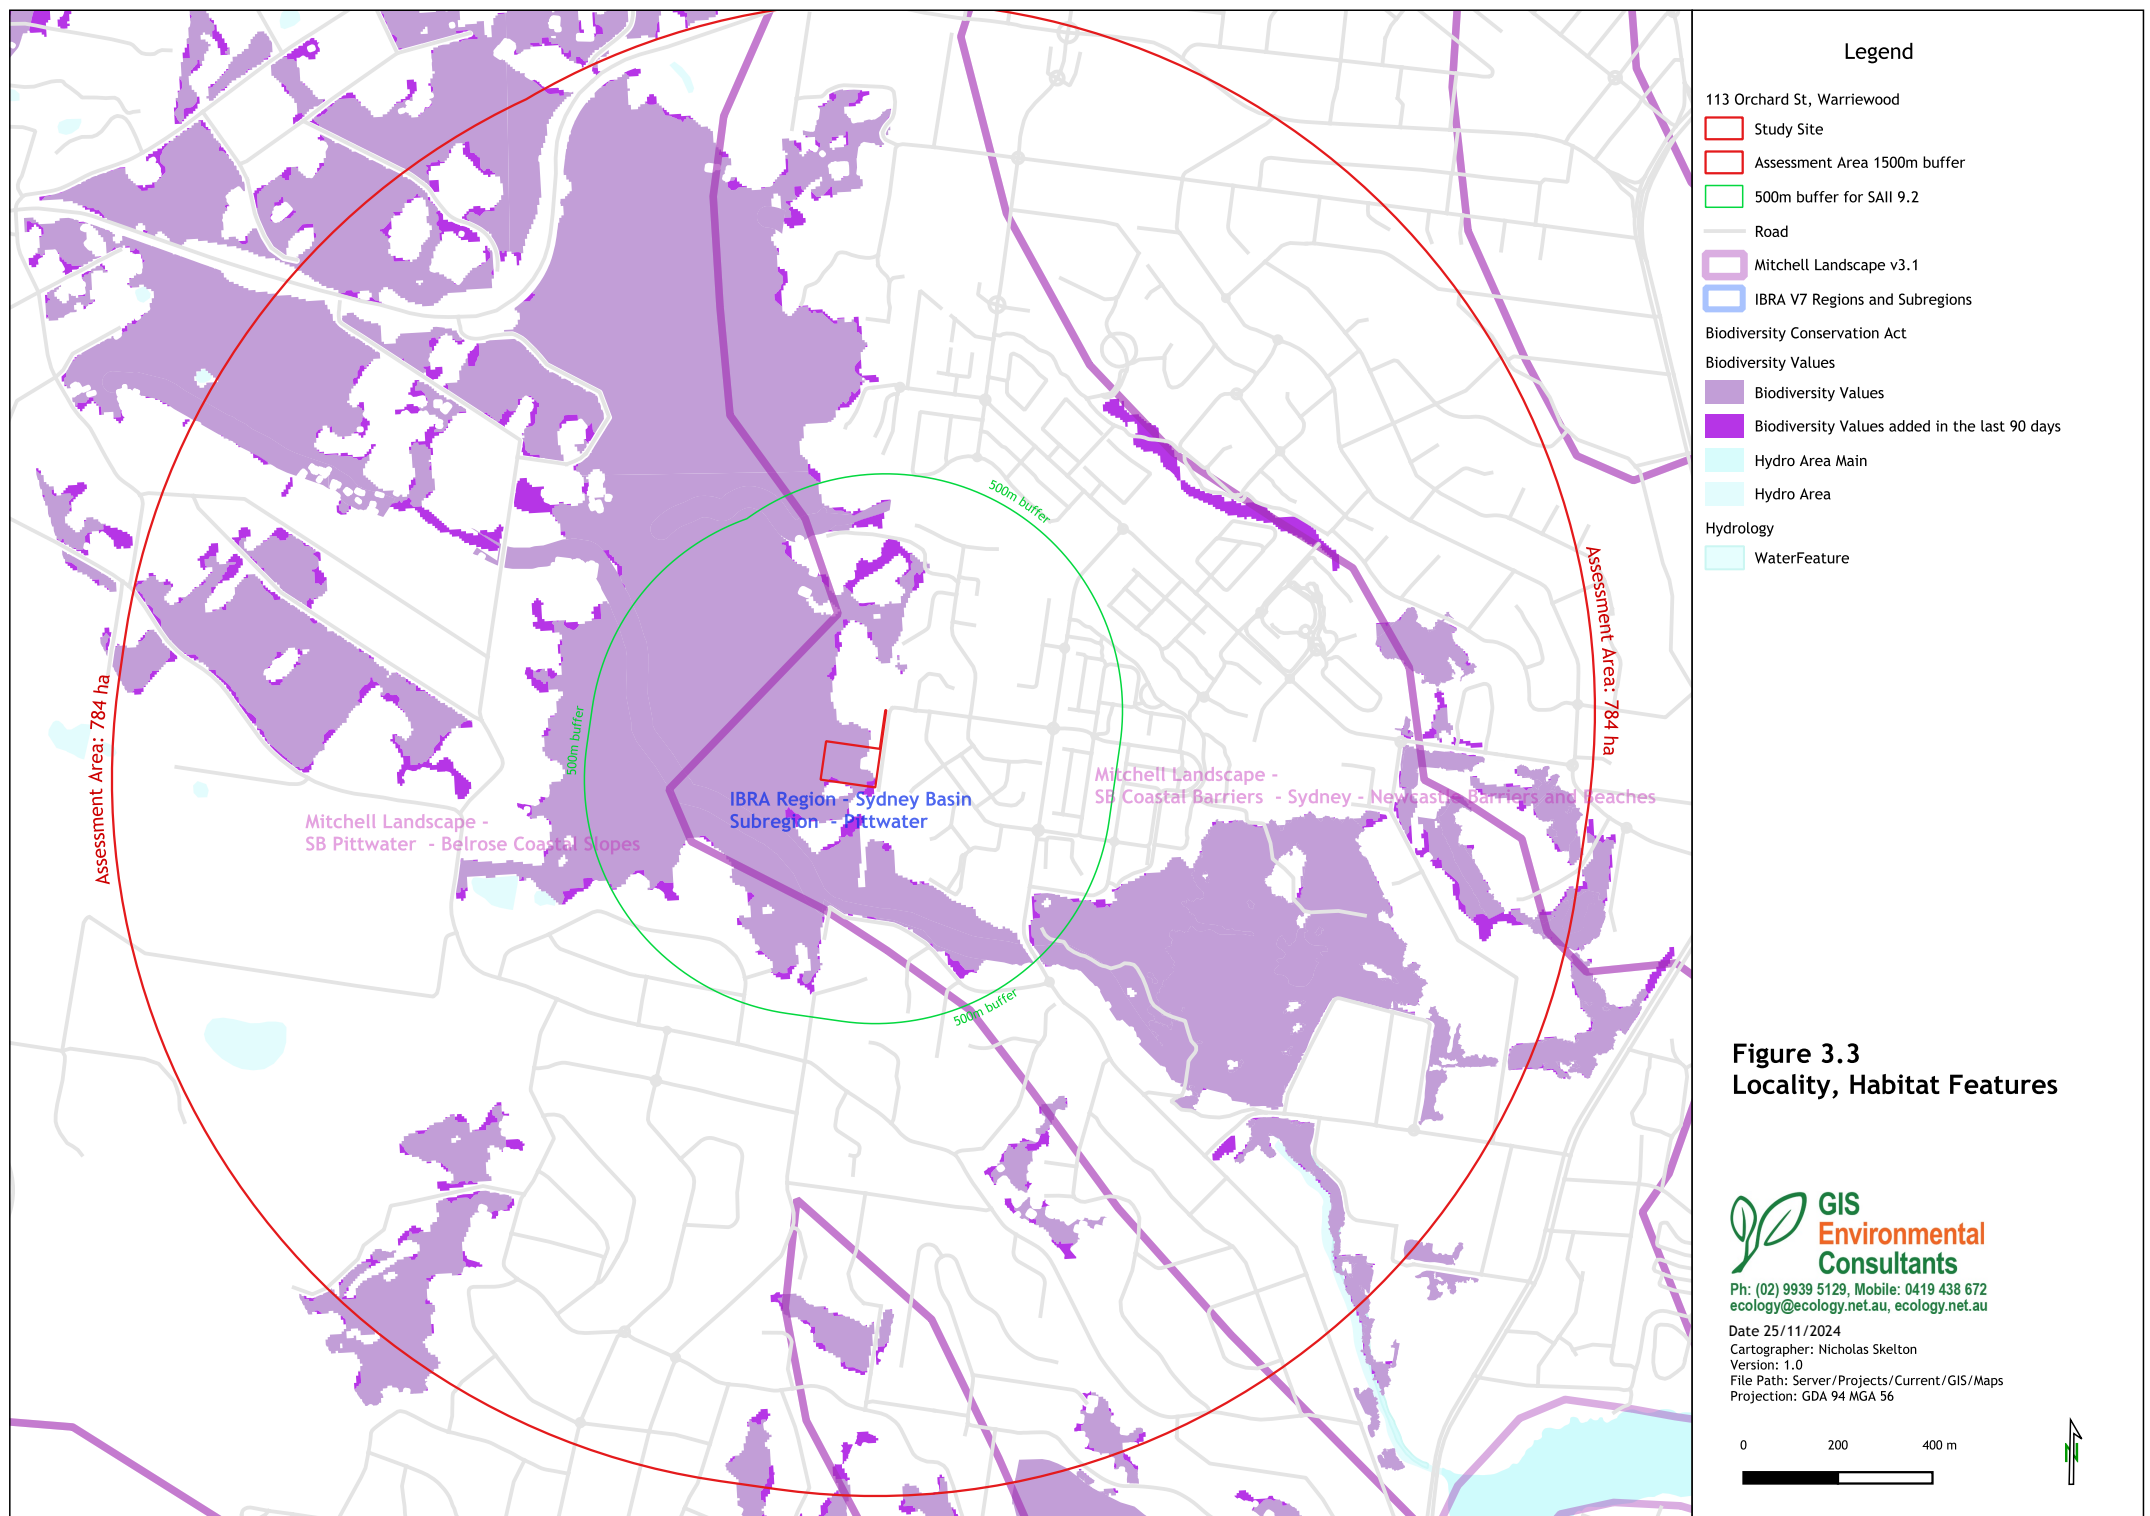 500m buffer
500m buffer
500m buffer
Assessment Area: 784 ha
Assessment Area: 784 ha
Mitchell Landscape -
SB Coastal Barriers - Sydney - Newcastle Barriers and Beaches
IBRA Region - Sydney Basin
Subregion - Pittwater
Mitchell Landscape -
SB Pittwater - Belrose Coastal Slopes
Legend
113 Orchard St, Warriewood
Study Site
Assessment Area 1500m buffer
500m buffer for SAII 9.2
Road
Mitchell Landscape v3.1
IBRA V7 Regions and Subregions
Biodiversity Conservation Act
Biodiversity Values
Biodiversity Values
Biodiversity Values added in the last 90 days
Hydro Area Main
Hydro Area
Hydrology
WaterFeature
Figure 3.3
Locality, Habitat Features
GIS
Environmental
Consultants
Ph: (02) 9939 5129, Mobile: 0419 438 672
ecology@ecology.net.au, ecology.net.au
Date 25/11/2024
Cartographer: Nicholas Skelton
Version: 1.0
File Path: Server/Projects/Current/GIS/Maps
Projection: GDA 94 MGA 56
0 200 400 m
N